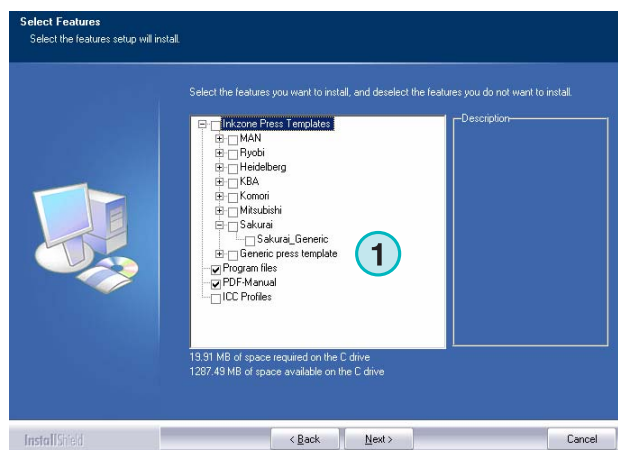 Select Features
Select the features setup will install.
Select the features you want to install, and deselect the features you do not want to install.
Inkzone Press Templates
MAN
Ryobi
Heidelberg
KBA
Komori
Mitsubishi
Sakurai
Sakurai_Generic
Generic press template
Program files
PDF-Manual
ICC Profiles
Description
1
19.91 MB of space required on the C drive
1287.49 MB of space available on the C drive
InstallShield
< Back
Next >
Cancel